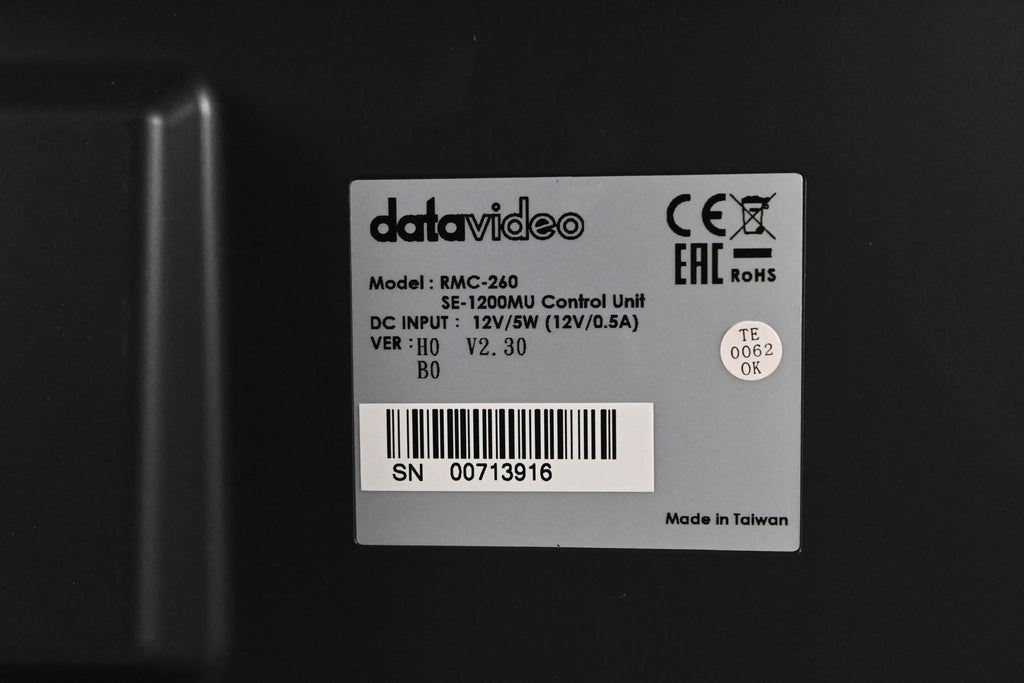 datavideo
CE
EAC
RoHS
Model : RMC-260
SE-1200MU Control Unit
DC INPUT : 12V/5W (12V/0.5A)
VER : H0 V2.30
B0
TE
0062
OK
SN 00713916
Made in Taiwan